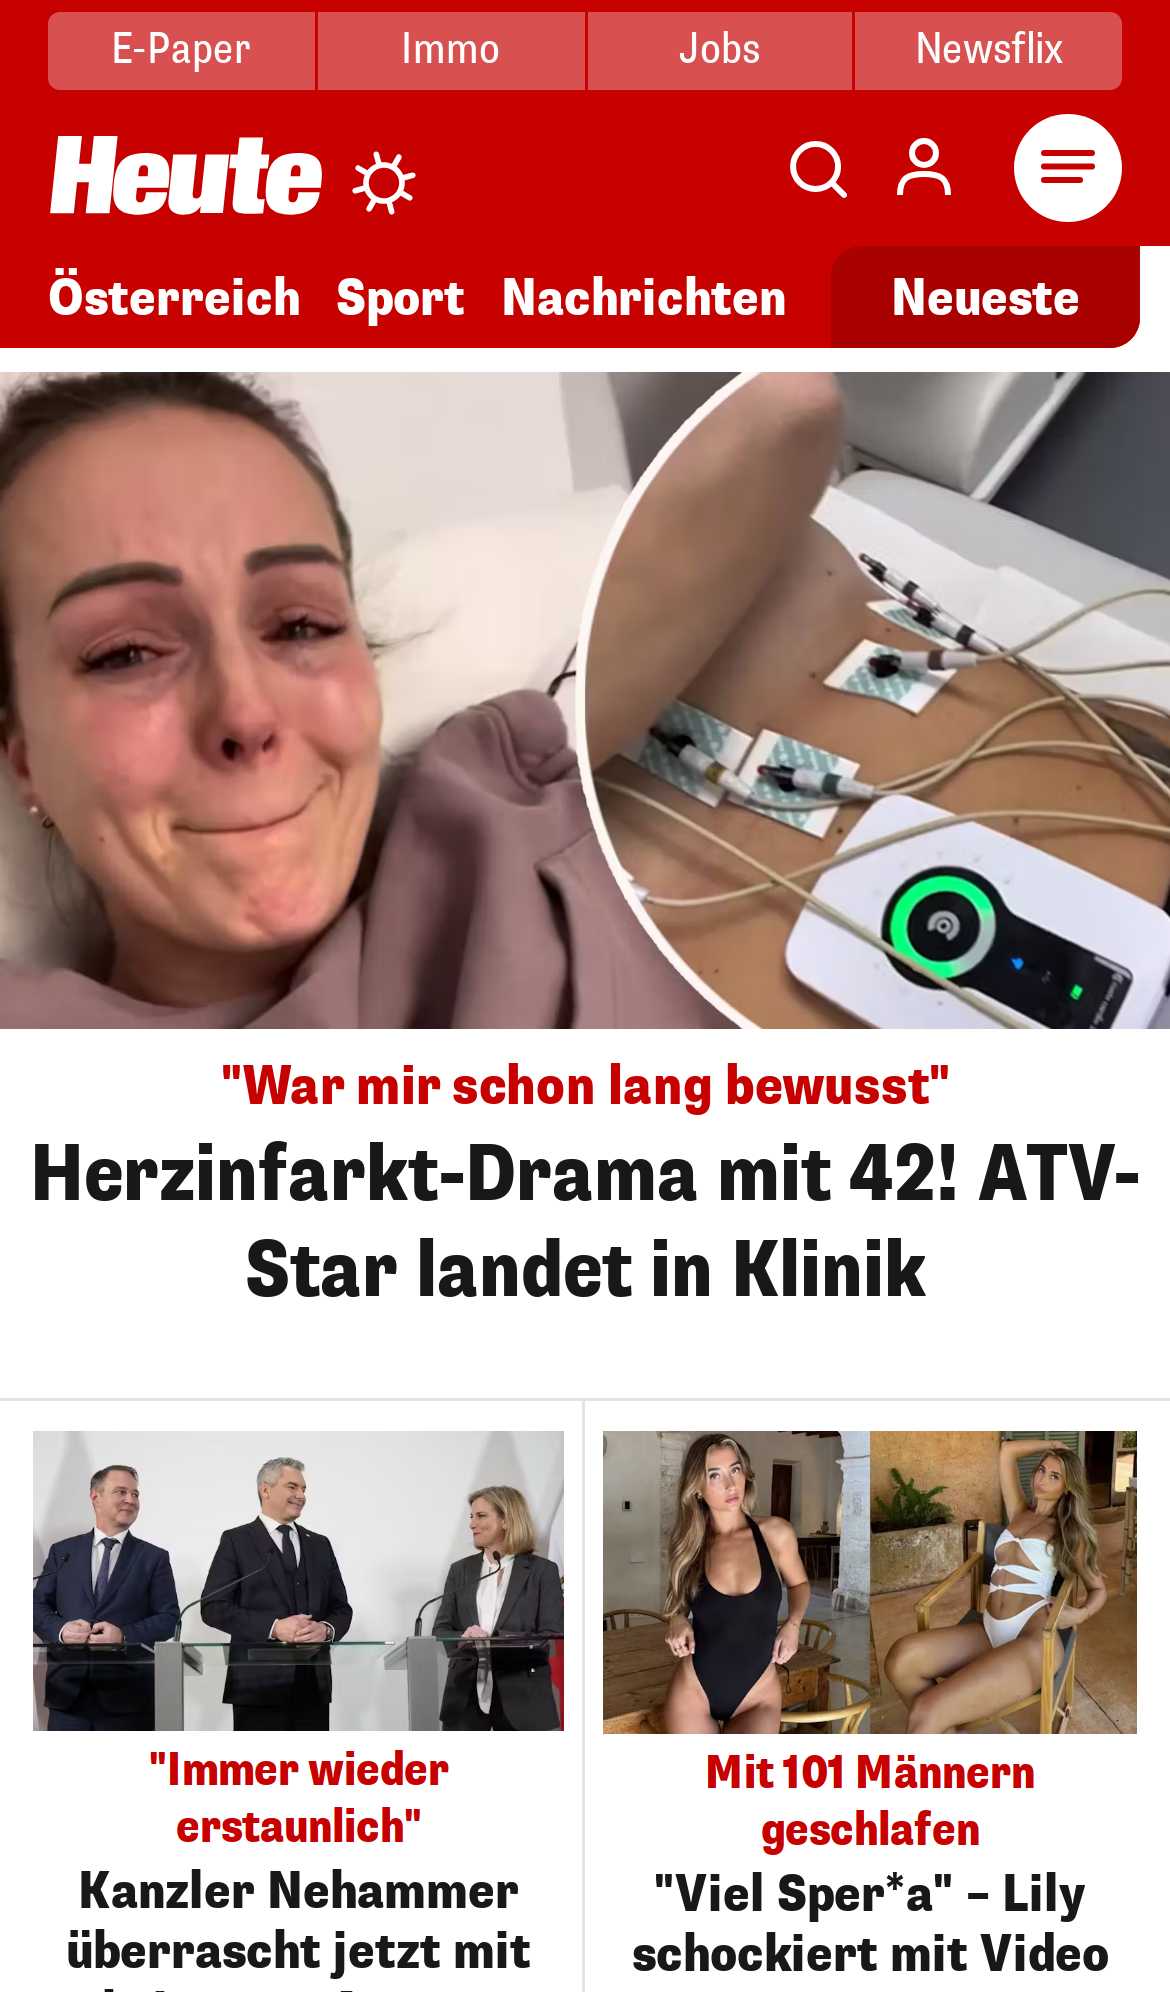 E-Paper
Immo
Jobs
Newsflix
Heute
Österreich
Sport
Nachrichten
Neueste
"War mir schon lang bewusst"
Herzinfarkt-Drama mit 42! ATV-
Star landet in Klinik
"Immer wieder
erstaunlich"
Kanzler Nehammer
überrascht jetzt mit
Mit 101 Männern
geschlafen
"Viel Sper*a" – Lily
schockiert mit Video